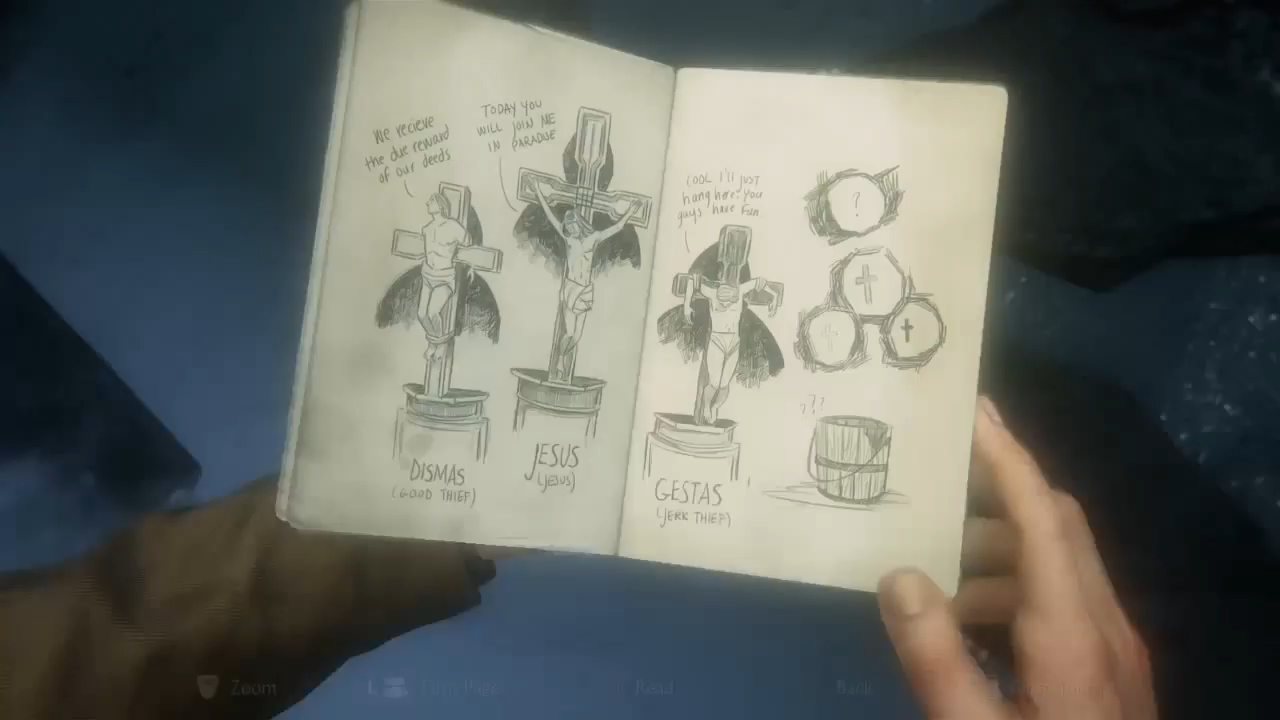 We recieve
the due reward
of our deeds
TODAY YOU
WILL JOIN ME
IN PARADISE
DISMAS
(GOOD THIEF)
JESUS
(JESUS)
COOL I'll JUST
hang here. You
guys have Fun
GESTAS
(JERK THIEF)
?
???
Zoom
L
Read
Back